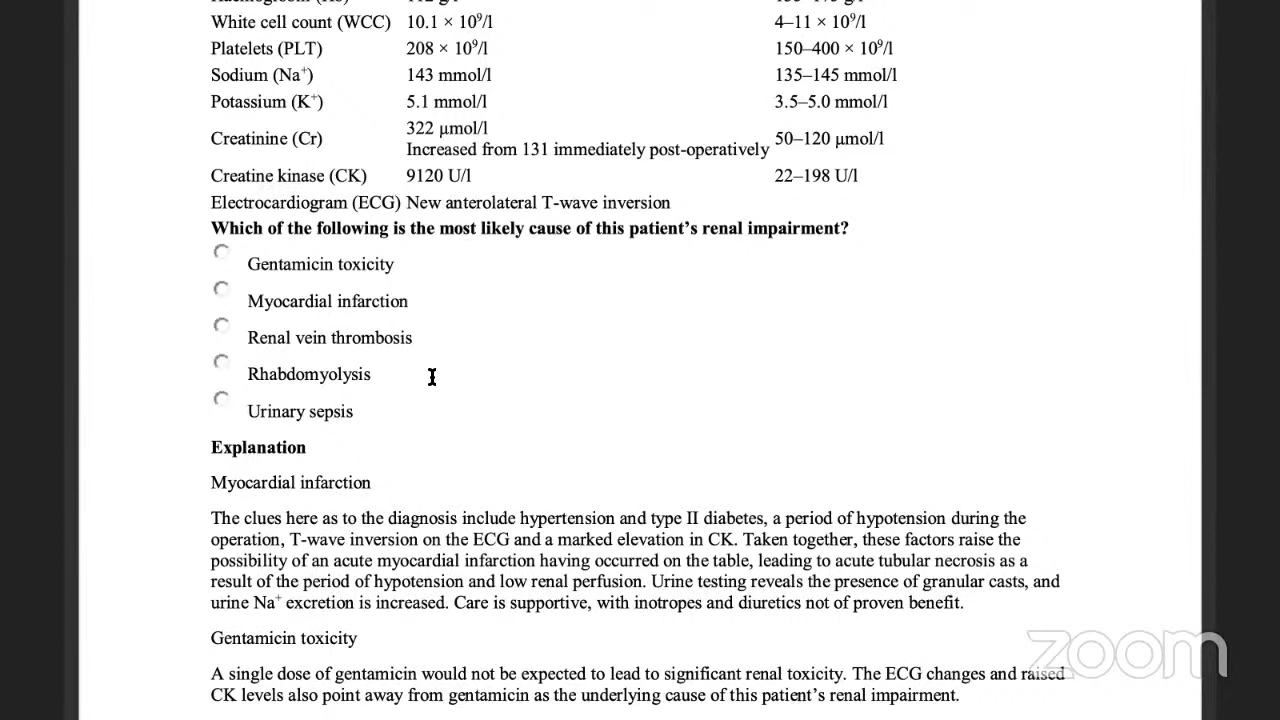 White cell count (WCC) 10.1 × 10⁹/l 4–11 × 10⁹/l
Platelets (PLT) 208 × 10⁹/l 150–400 × 10⁹/l
Sodium (Na⁺) 143 mmol/l 135–145 mmol/l
Potassium (K⁺) 5.1 mmol/l 3.5–5.0 mmol/l
Creatinine (Cr) 322 µmol/l 50–120 µmol/l
Increased from 131 immediately post-operatively
Creatine kinase (CK) 9120 U/l 22–198 U/l
Electrocardiogram (ECG) New anterolateral T-wave inversion
Which of the following is the most likely cause of this patient's renal impairment?
Gentamicin toxicity
Myocardial infarction
Renal vein thrombosis
Rhabdomyolysis
Urinary sepsis
Explanation
Myocardial infarction
The clues here as to the diagnosis include hypertension and type II diabetes, a period of hypotension during the
operation, T-wave inversion on the ECG and a marked elevation in CK. Taken together, these factors raise the
possibility of an acute myocardial infarction having occurred on the table, leading to acute tubular necrosis as a
result of the period of hypotension and low renal perfusion. Urine testing reveals the presence of granular casts, and
urine Na⁺ excretion is increased. Care is supportive, with inotropes and diuretics not of proven benefit.
Gentamicin toxicity
A single dose of gentamicin would not be expected to lead to significant renal toxicity. The ECG changes and raised
CK levels also point away from gentamicin as the underlying cause of this patient's renal impairment.
zoom